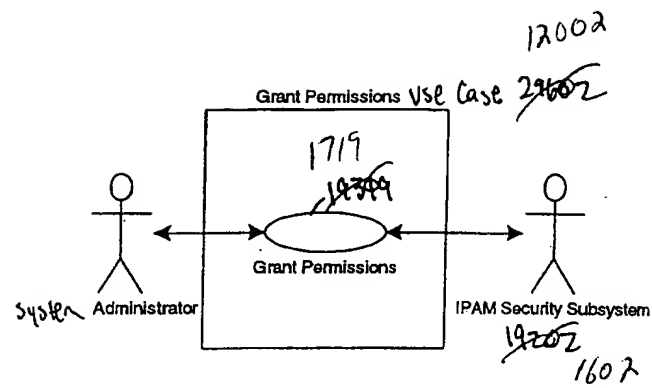 12002
Grant Permissions Use Case 29602
1719
19399
Grant Permissions
System Administrator
IPAM Security Subsystem
19202
1602